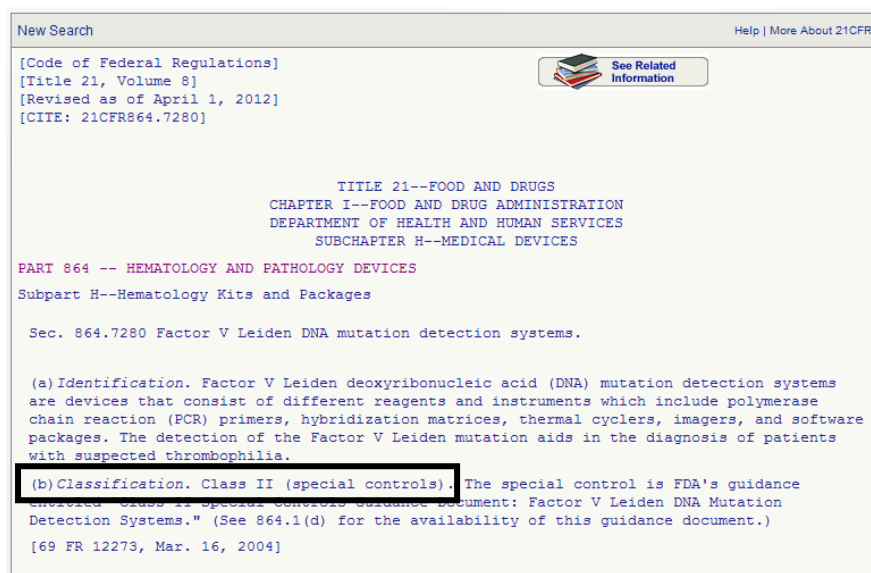 New Search
Help | More About 21CFR
[Code of Federal Regulations]
[Title 21, Volume 8]
[Revised as of April 1, 2012]
[CITE: 21CFR864.7280]
See Related
Information
TITLE 21--FOOD AND DRUGS
CHAPTER I--FOOD AND DRUG ADMINISTRATION
DEPARTMENT OF HEALTH AND HUMAN SERVICES
SUBCHAPTER H--MEDICAL DEVICES
PART 864 -- HEMATOLOGY AND PATHOLOGY DEVICES
Subpart H--Hematology Kits and Packages
Sec. 864.7280 Factor V Leiden DNA mutation detection systems.
(a) Identification. Factor V Leiden deoxyribonucleic acid (DNA) mutation detection systems
are devices that consist of different reagents and instruments which include polymerase
chain reaction (PCR) primers, hybridization matrices, thermal cyclers, imagers, and software
packages. The detection of the Factor V Leiden mutation aids in the diagnosis of patients
with suspected thrombophilia.
(b) Classification. Class II (special controls). The special control is FDA's guidance
Document: Factor V Leiden DNA Mutation
Detection Systems." (See 864.1(d) for the availability of this guidance document.)
[69 FR 12273, Mar. 16, 2004]